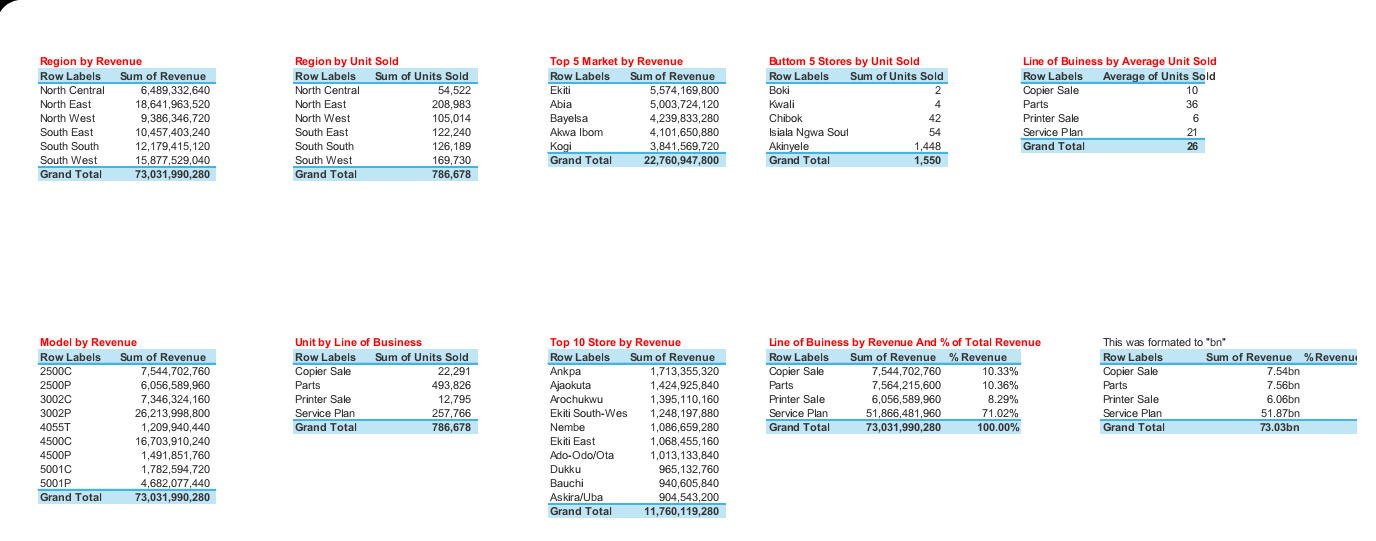 Region by Revenue
Row Labels Sum of Revenue
North Central 6,489,332,640
North East 18,641,963,520
North West 9,386,346,720
South East 10,457,403,240
South South 12,179,415,120
South West 15,877,529,040
Grand Total 73,031,990,280
Region by Unit Sold
Row Labels Sum of Units Sold
North Central 54,522
North East 208,983
North West 105,014
South East 122,240
South South 126,189
South West 169,730
Grand Total 786,678
Top 5 Market by Revenue
Row Labels Sum of Revenue
Ekiti 5,574,169,800
Abia 5,003,724,120
Bayelsa 4,239,833,280
Akwa Ibom 4,101,650,880
Kogi 3,841,569,720
Grand Total 22,760,947,800
Buttom 5 Stores by Unit Sold
Row Labels Sum of Units Sold
Boki 2
Kwali 4
Chibok 42
Isiala Ngwa Sout 54
Akinyele 1,448
Grand Total 1,550
Line of Buiness by Average Unit Sold
Row Labels Average of Units Sold
Copier Sale 10
Parts 36
Printer Sale 6
Service Plan 21
Grand Total 26
Model by Revenue
Row Labels Sum of Revenue
2500C 7,544,702,760
2500P 6,056,589,960
3002C 7,346,324,160
3002P 26,213,998,800
4055T 1,209,940,440
4500C 16,703,910,240
4500P 1,491,851,760
5001C 1,782,594,720
5001P 4,682,077,440
Grand Total 73,031,990,280
Unit by Line of Business
Row Labels Sum of Units Sold
Copier Sale 22,291
Parts 493,826
Printer Sale 12,795
Service Plan 257,766
Grand Total 786,678
Top 10 Store by Revenue
Row Labels Sum of Revenue
Ankpa 1,713,355,320
Ajaokuta 1,424,925,840
Arochukwu 1,395,110,160
Ekiti South-Wes 1,248,197,880
Nembe 1,086,659,280
Ekiti East 1,068,455,160
Ado-Odo/Ota 1,013,133,840
Dukku 965,132,760
Bauchi 940,605,840
Askira/Uba 904,543,200
Grand Total 11,760,119,280
Line of Buiness by Revenue And % of Total Revenue
Row Labels Sum of Revenue % Revenue
Copier Sale 7,544,702,760 10.33%
Parts 7,564,215,600 10.36%
Printer Sale 6,056,589,960 8.29%
Service Plan 51,866,481,960 71.02%
Grand Total 73,031,990,280 100.00%
This was formated to "bn"
Row Labels Sum of Revenue % Revenue
Copier Sale 7.54bn
Parts 7.56bn
Printer Sale 6.06bn
Service Plan 51.87bn
Grand Total 73.03bn